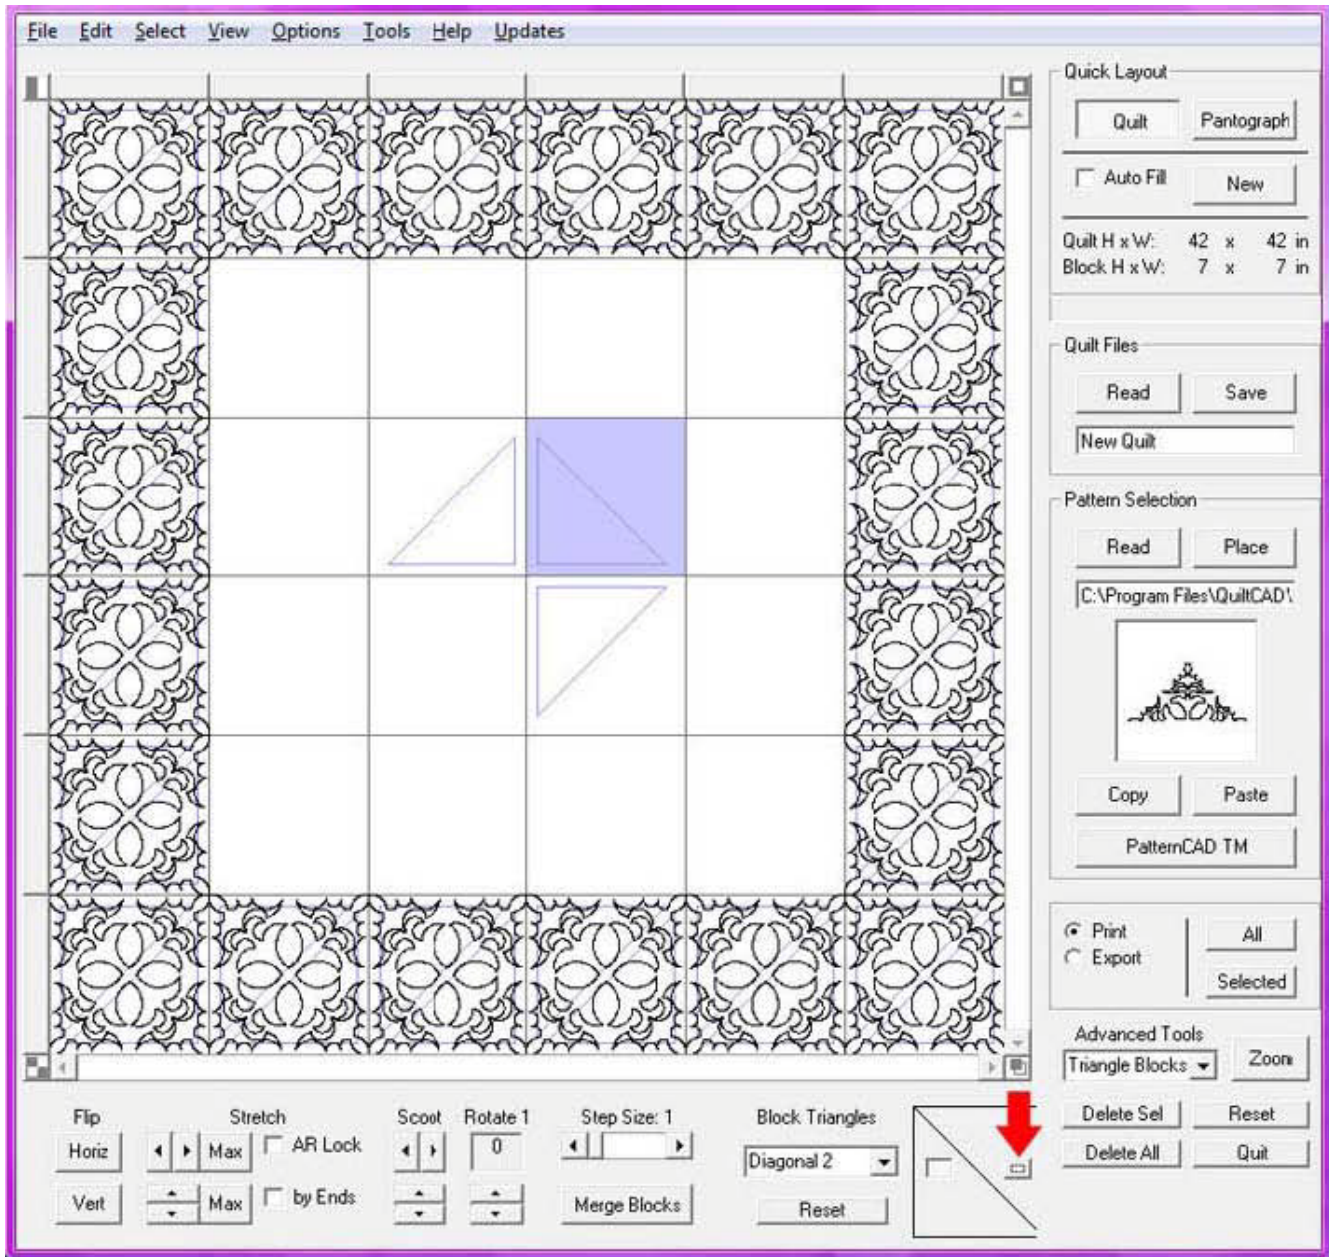 File Edit Select View Options Tools Help Updates
Quick Layout
Quilt Pantograph
Auto Fill New
Quilt H x W: 42 x 42 in
Block H x W: 7 x 7 in
Quilt Files
Read Save
New Quilt
Pattern Selection
Read Place
C:\Program Files\QuiltCAD\.
Copy Paste
PatternCAD TM
Print All
Export
Selected
Advanced Tools
Triangle Blocks Zoom
Flip Stretch Scoot Rotate 1 Step Size: 1 Block Triangles Delete Sel Reset
Horiz Max AR Lock 0 Diagonal 2 Delete All Quit
Vert Max by Ends Merge Blocks Reset